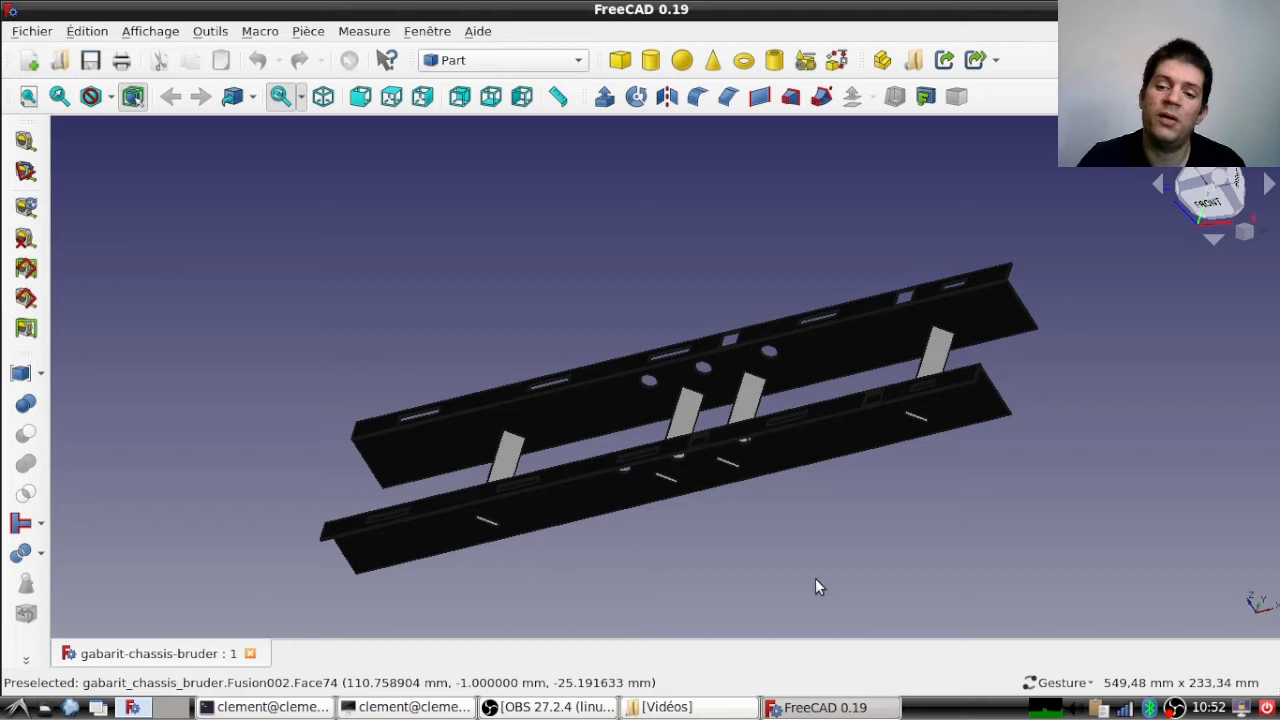 FreeCAD 0.19
Fichier Édition Affichage Outils Macro Pièce Measure Fenêtre Aide
Part
FRONT
X
Z Y X
gabarit-chassis-bruder : 1
Preselected: gabarit_chassis_bruder.Fusion002.Face74 (110.758904 mm, -1.000000 mm, -25.191633 mm)
Gesture 549,48 mm x 233,34 mm
clement@cleme... clement@cleme... [OBS 27.2.4 (linu... [Vidéos] FreeCAD 0.19 10:52